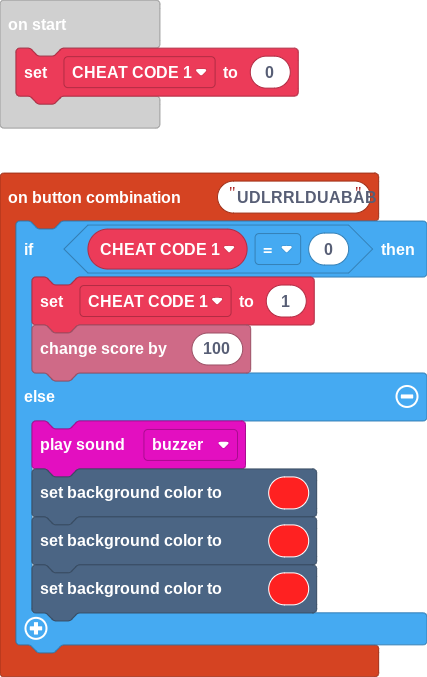 on start
set CHEAT CODE 1 to 0
on button combination "UDLRRLDUABAB"
if CHEAT CODE 1 = 0 then
set CHEAT CODE 1 to 1
change score by 100
else
play sound buzzer
set background color to
set background color to
set background color to